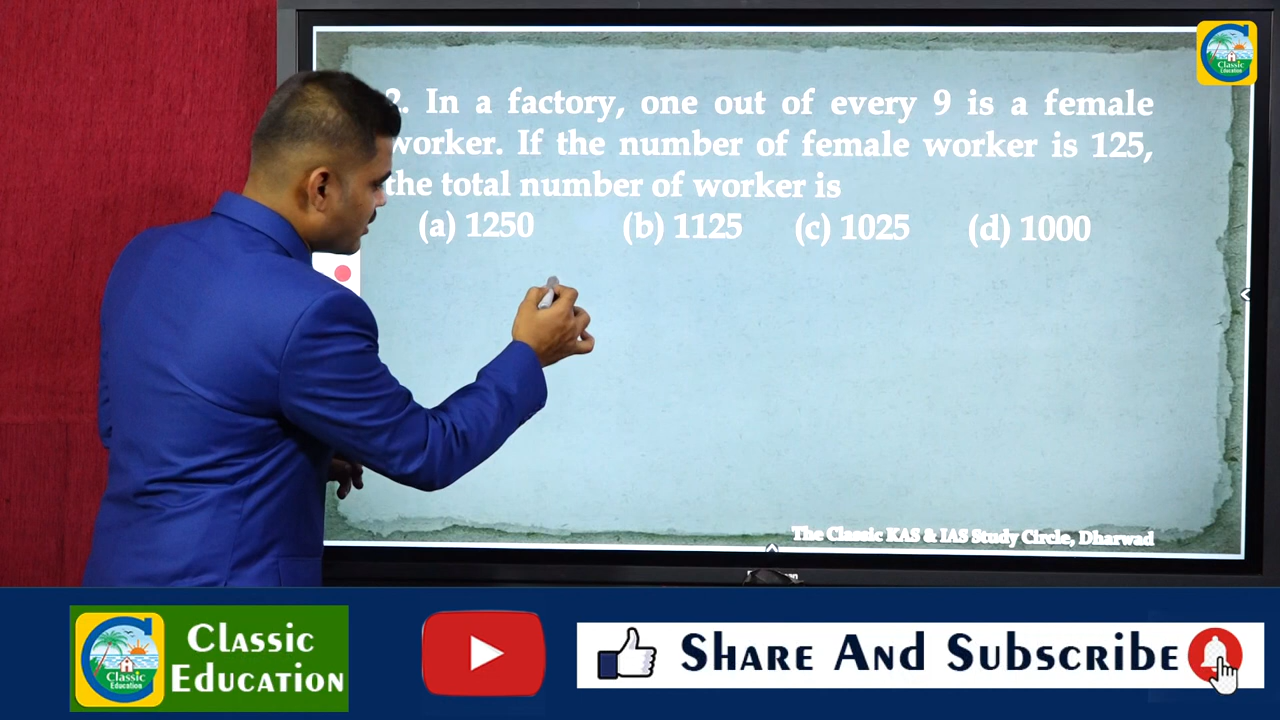 2. In a factory, one out of every 9 is a female
worker. If the number of female worker is 125,
the total number of worker is
(a) 1250 (b) 1125 (c) 1025 (d) 1000
Classic
Education
The Classic KAS & IAS Study Circle, Dharwad
Classic
Education
Classic
Education
Share And Subscribe